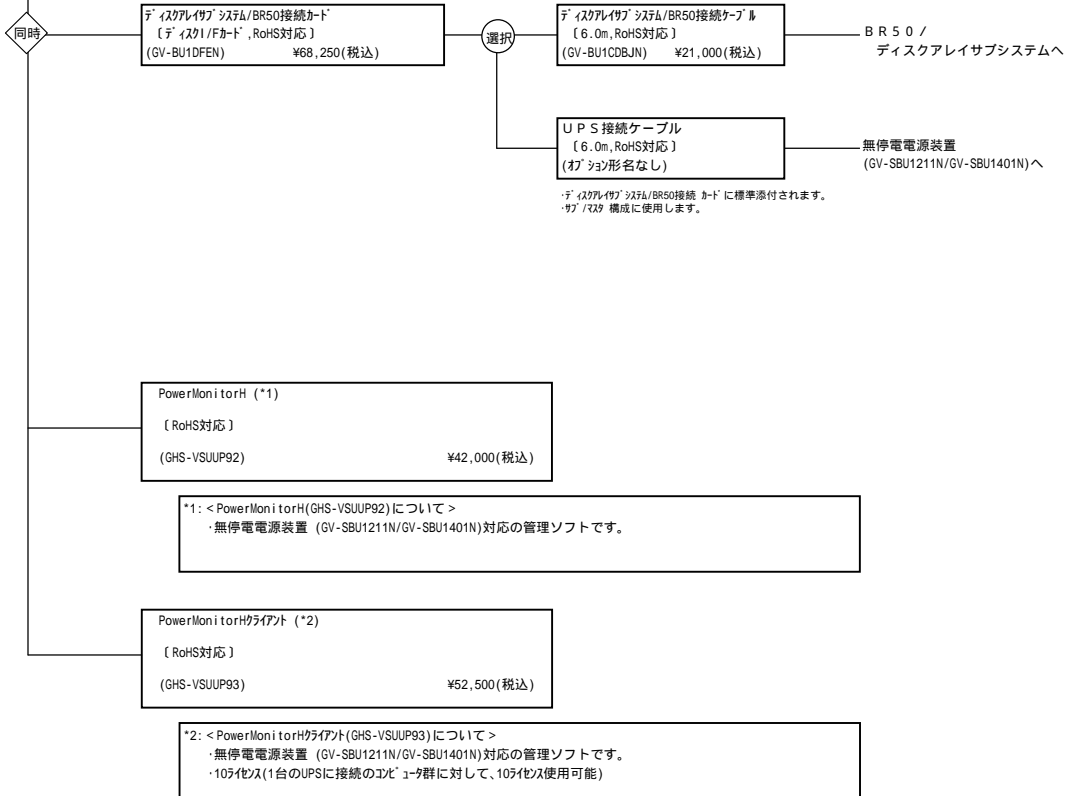 同時
ﾃﾞｨｽｸｱﾚｲｻﾌﾞｼｽﾃﾑ/BR50接続ｶｰﾄﾞ
〔ﾃﾞｨｽｸI/Fｶｰﾄﾞ,RoHS対応〕
(GV-BU1DFEN) ¥68,250(税込)
選択
ﾃﾞｨｽｸｱﾚｲｻﾌﾞｼｽﾃﾑ/BR50接続ｹｰﾌﾞﾙ
〔6.0m,RoHS対応〕
(GV-BU1CDBJN) ¥21,000(税込)
ＢＲ５０／
ディスクアレイサブシステムへ
ＵＰＳ接続ケーブル
〔6.0m,RoHS対応〕
(ｵﾌﾟｼｮﾝ形名なし)
無停電電源装置
(GV-SBU1211N/GV-SBU1401N)へ
･ﾃﾞｨｽｸｱﾚｲｻﾌﾞｼｽﾃﾑ/BR50接続 ｶｰﾄﾞに標準添付されます。
･ｻﾌﾞ/ﾏｽﾀ 構成に使用します。
PowerMonitorH (*1)
〔RoHS対応〕
(GHS-VSUUP92) ¥42,000(税込)
*1:＜PowerMonitorH(GHS-VSUUP92)について＞
･無停電電源装置 (GV-SBU1211N/GV-SBU1401N)対応の管理ソフトです。
PowerMonitorHｸﾗｲｱﾝﾄ (*2)
〔RoHS対応〕
(GHS-VSUUP93) ¥52,500(税込)
*2:＜PowerMonitorHｸﾗｲｱﾝﾄ(GHS-VSUUP93)について＞
･無停電電源装置 (GV-SBU1211N/GV-SBU1401N)対応の管理ソフトです。
･10ﾗｲｾﾝｽ(1台のUPSに接続のｺﾝﾋﾟｭｰﾀ群に対して、10ﾗｲｾﾝｽ使用可能)